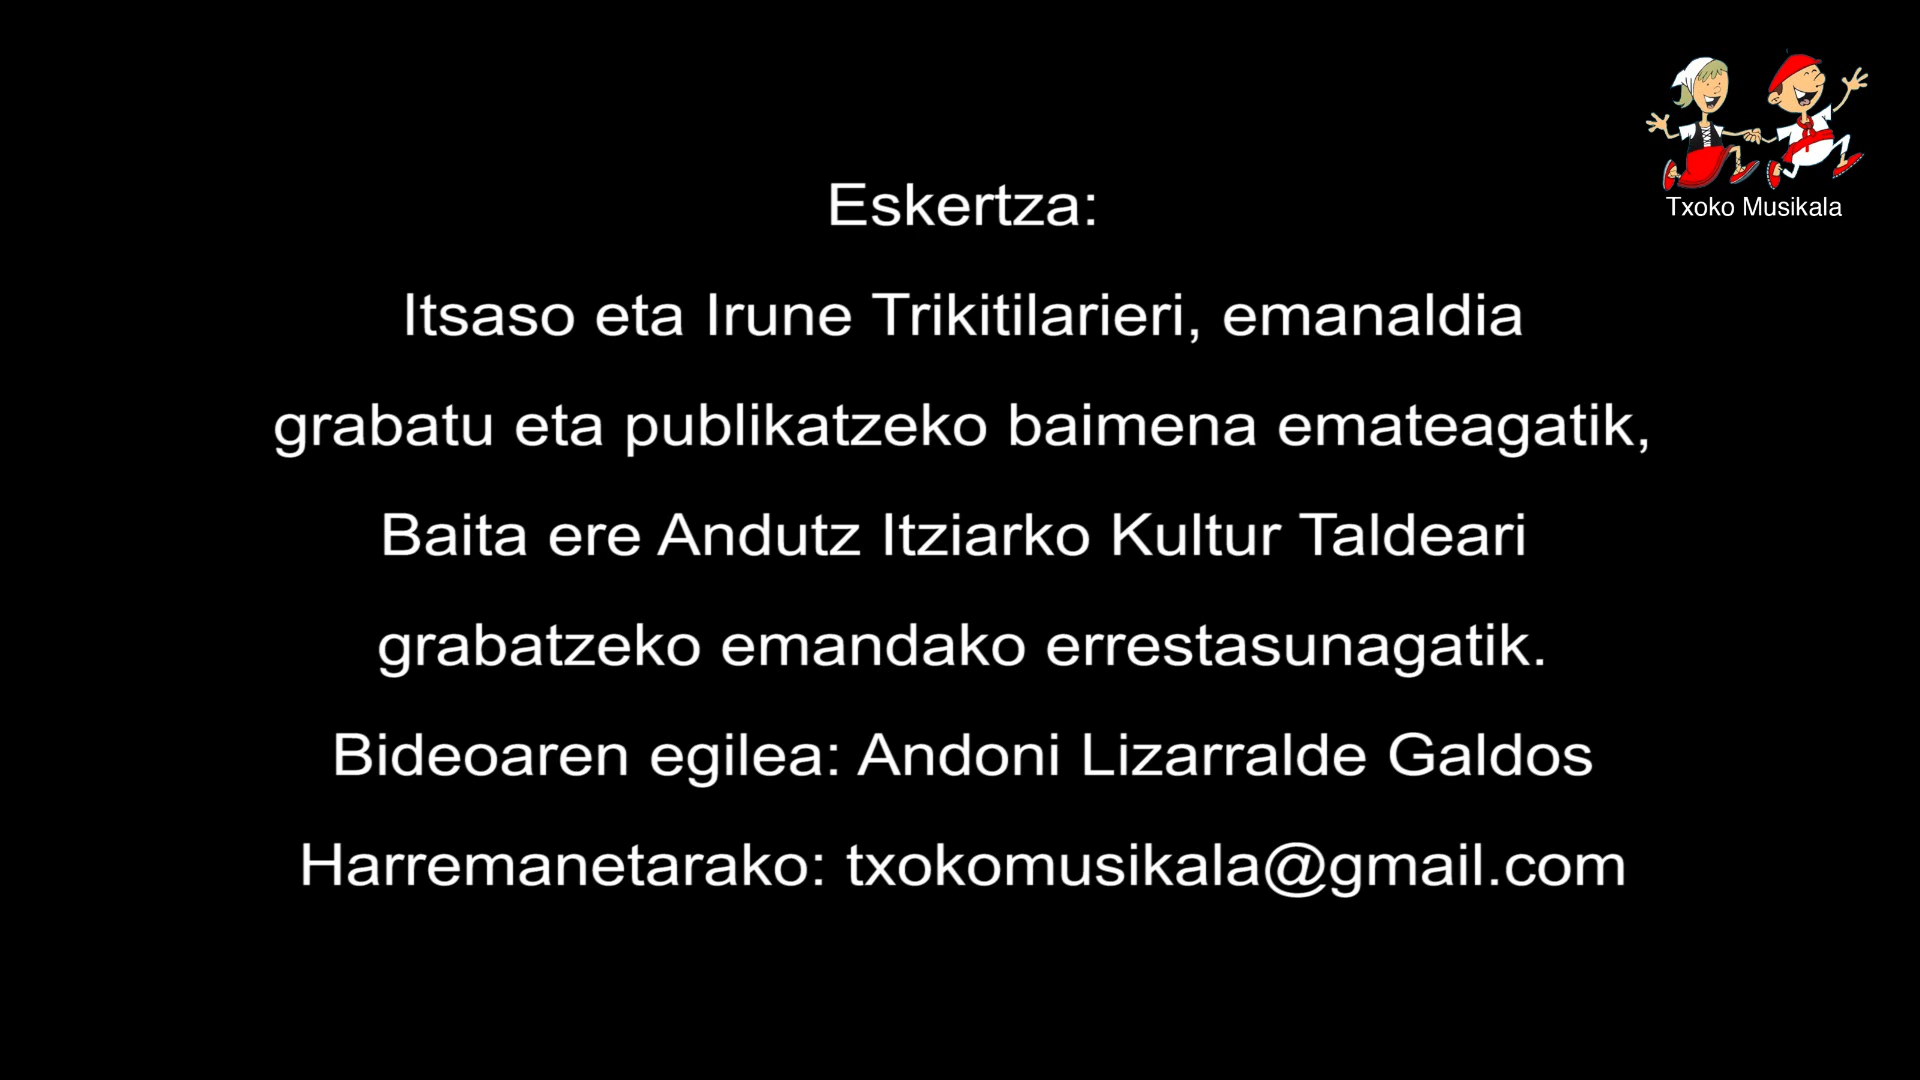 Txoko Musikala
Eskertza:
Itsaso eta Irune Trikitilarieri, emanaldia
grabatu eta publikatzeko baimena emateagatik,
Baita ere Andutz Itziarko Kultur Taldeari
grabatzeko emandako errestasunagatik.
Bideoaren egilea: Andoni Lizarralde Galdos
Harremanetarako: txokomusikala@gmail.com